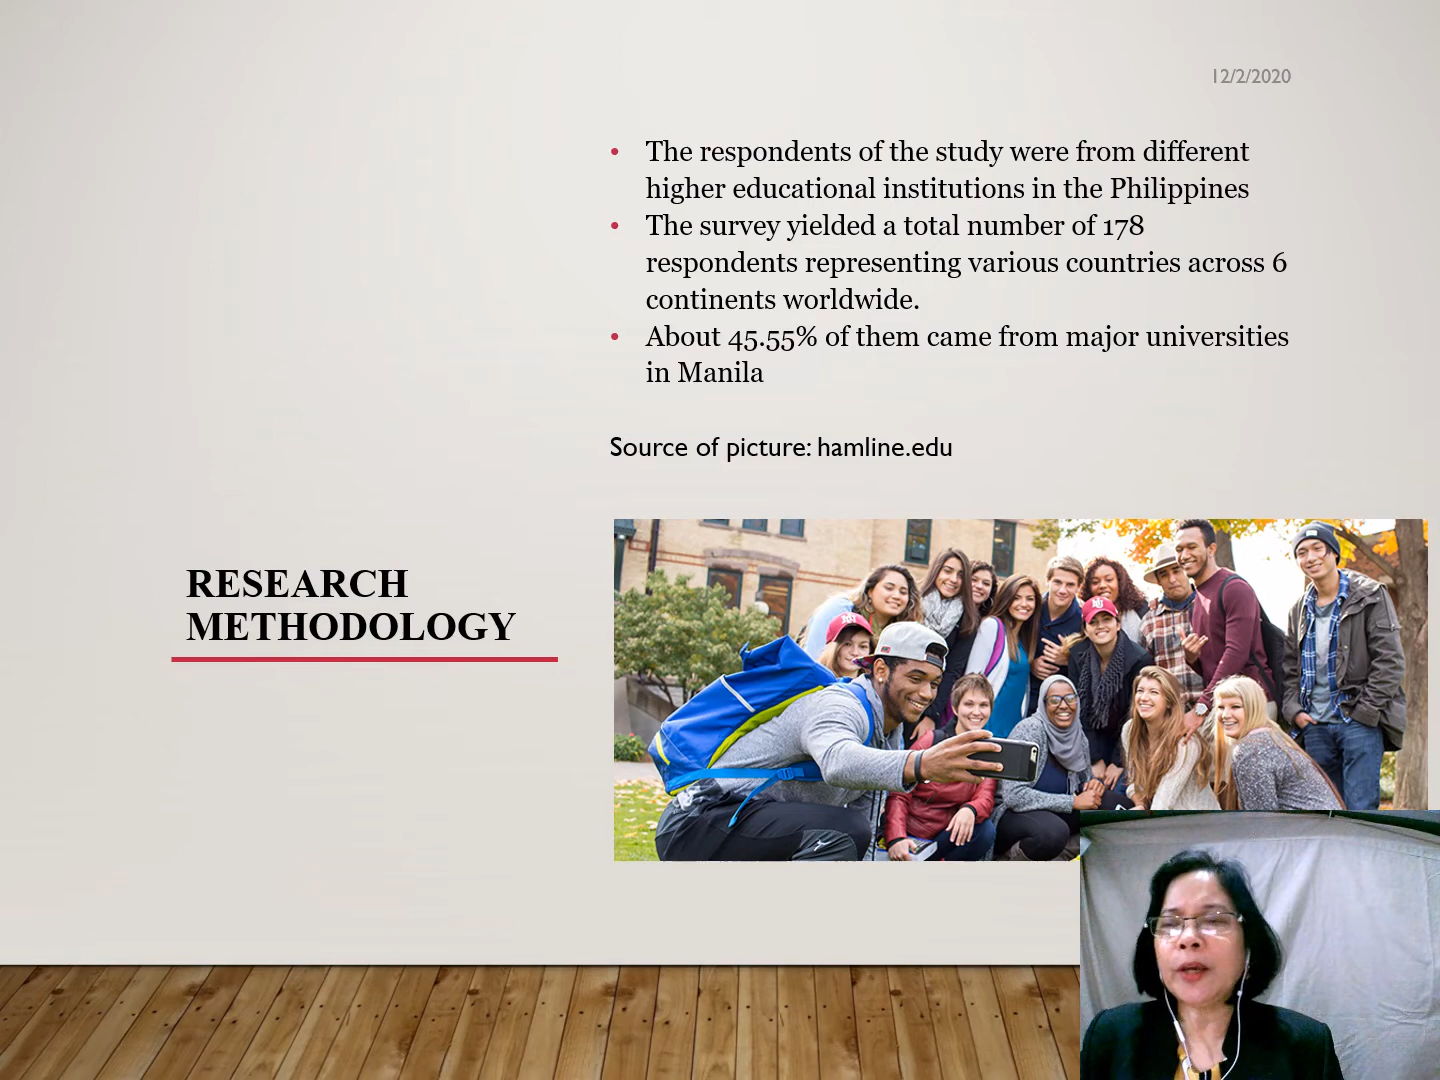 12/2/2020
• The respondents of the study were from different
higher educational institutions in the Philippines
• The survey yielded a total number of 178
respondents representing various countries across 6
continents worldwide.
• About 45.55% of them came from major universities
in Manila
Source of picture: hamline.edu
RESEARCH
METHODOLOGY